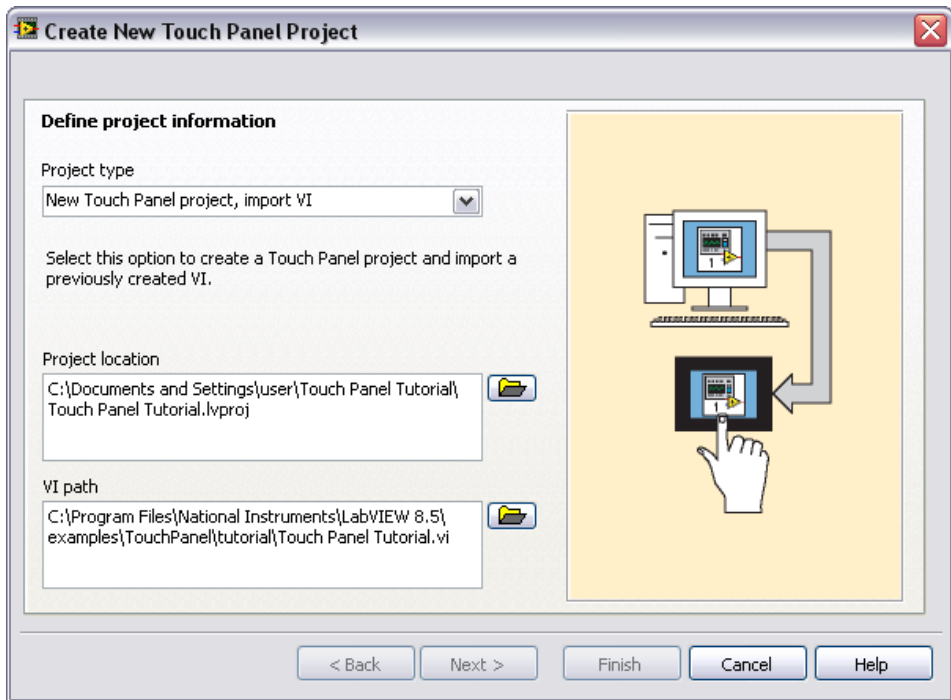 Create New Touch Panel Project
Define project information
Project type
New Touch Panel project, import VI
Select this option to create a Touch Panel project and import a
previously created VI.
Project location
C:\Documents and Settings\user\Touch Panel Tutorial\
Touch Panel Tutorial.lvproj
VI path
C:\Program Files\National Instruments\LabVIEW 8.5\
examples\TouchPanel\tutorial\Touch Panel Tutorial.vi
1
1
< Back
Next >
Finish
Cancel
Help